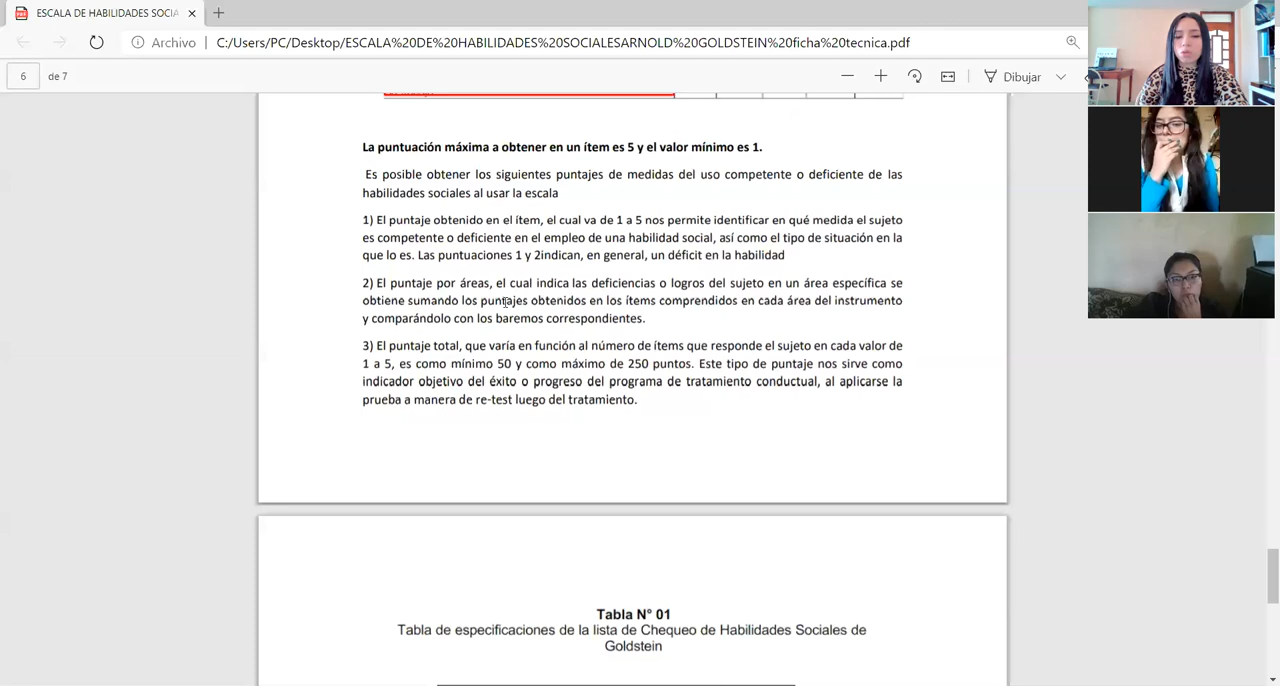 ESCALA DE HABILIDADES SOCIA
Archivo C:/Users/PC/Desktop/ESCALA%20DE%20HABILIDADES%20SOCIALESARNOLD%20GOLDSTEIN%20ficha%20tecnica.pdf
6 de 7 Dibujar
La puntuación máxima a obtener en un ítem es 5 y el valor mínimo es 1.
Es posible obtener los siguientes puntajes de medidas del uso competente o deficiente de las
habilidades sociales al usar la escala
1) El puntaje obtenido en el ítem, el cual va de 1 a 5 nos permite identificar en qué medida el sujeto
es competente o deficiente en el empleo de una habilidad social, así como el tipo de situación en la
que lo es. Las puntuaciones 1 y 2indican, en general, un déficit en la habilidad
2) El puntaje por áreas, el cual indica las deficiencias o logros del sujeto en un área específica se
obtiene sumando los puntajes obtenidos en los ítems comprendidos en cada área del instrumento
y comparándolo con los baremos correspondientes.
3) El puntaje total, que varía en función al número de ítems que responde el sujeto en cada valor de
1 a 5, es como mínimo 50 y como máximo de 250 puntos. Este tipo de puntaje nos sirve como
indicador objetivo del éxito o progreso del programa de tratamiento conductual, al aplicarse la
prueba a manera de re-test luego del tratamiento.
Tabla N° 01
Tabla de especificaciones de la lista de Chequeo de Habilidades Sociales de
Goldstein